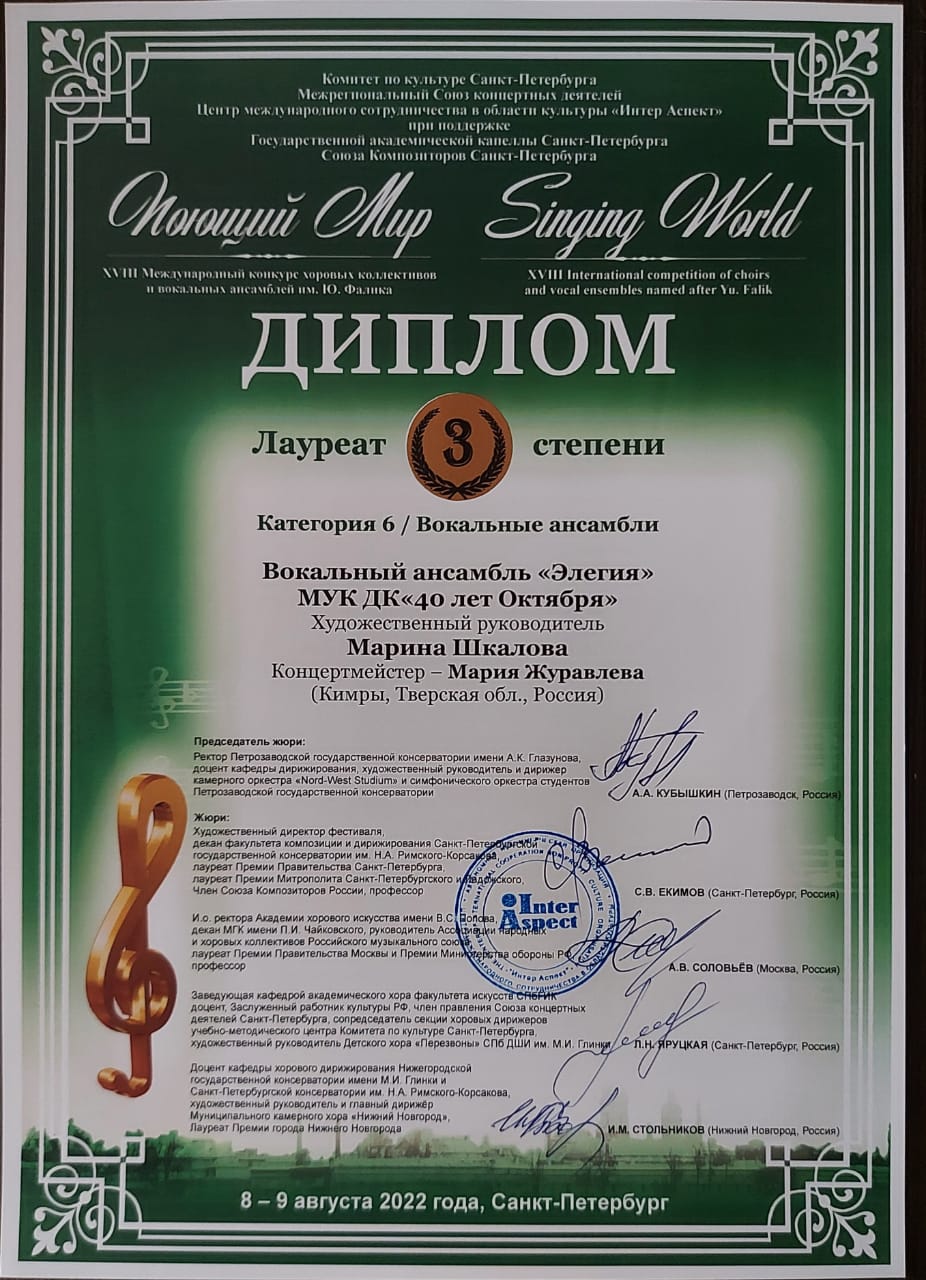 Комитет по культуре Санкт-Петербурга
Межрегиональный Союз концертных деятелей
Центр международного сотрудничества в области культуры «Интер Аспект»
при поддержке
Государственной академической капеллы Санкт-Петербурга
Союза Композиторов Санкт-Петербурга
Поющий Мир
Singing World
XVIII Международный конкурс хоровых коллективов
и вокальных ансамблей им. Ю. Фалика
XVIII International competition of choirs
and vocal ensembles named after Yu. Falik
ДИПЛОМ
Лауреат 3 степени
Категория 6 / Вокальные ансамбли
Вокальный ансамбль «Элегия»
МУК ДК«40 лет Октября»
Художественный руководитель
Марина Шкалова
Концертмейстер – Мария Журавлева
(Кимры, Тверская обл., Россия)
Председатель жюри:
Ректор Петрозаводской государственной консерватории имени А.К. Глазунова,
доцент кафедры дирижирования, художественный руководитель и дирижер
камерного оркестра «Nord-West Studium» и симфонического оркестра студентов
Петрозаводской государственной консерватории
А.А. КУБЫШКИН (Петрозаводск, Россия)
Жюри:
Художественный директор фестиваля,
декан факультета композиции и дирижирования Санкт-Петербургской
государственной консерватории им. Н.А. Римского-Корсакова,
лауреат Премии Правительства Санкт-Петербурга,
лауреат Премии Митрополита Санкт-Петербургского и Ладожского,
Член Союза Композиторов России, профессор
С.В. ЕКИМОВ (Санкт-Петербург, Россия)
Inter
Aspect
И.о. ректора Академии хорового искусства имени В.С. Попова,
декан МГК имени П.И. Чайковского, руководитель Ассоциации народных
и хоровых коллективов Российского музыкального союза
лауреат Премии Правительства Москвы и Премии Министерства обороны РФ,
профессор
А.В. СОЛОВЬЁВ (Москва, Россия)
Заведующая кафедрой академического хора факультета искусств СПбГИК
доцент, Заслуженный работник культуры РФ, член правления Союза концертных
деятелей Санкт-Петербурга, сопредседатель секции хоровых дирижеров
учебно-методического центра Комитета по культуре Санкт-Петербурга,
художественный руководитель Детского хора «Перезвоны» СПб ДШИ им. М.И. Глинки
Л.Н. ЯРУЦКАЯ (Санкт-Петербург, Россия)
Доцент кафедры хорового дирижирования Нижегородской
государственной консерватории имени М.И. Глинки и
Санкт-Петербургской консерватории им. Н.А. Римского-Корсакова,
художественный руководитель и главный дирижёр
Муниципального камерного хора «Нижний Новгород»,
Лауреат Премии города Нижнего Новгорода
И.М. СТОЛЬНИКОВ (Нижний Новгород, Россия)
8 – 9 августа 2022 года, Санкт-Петербург